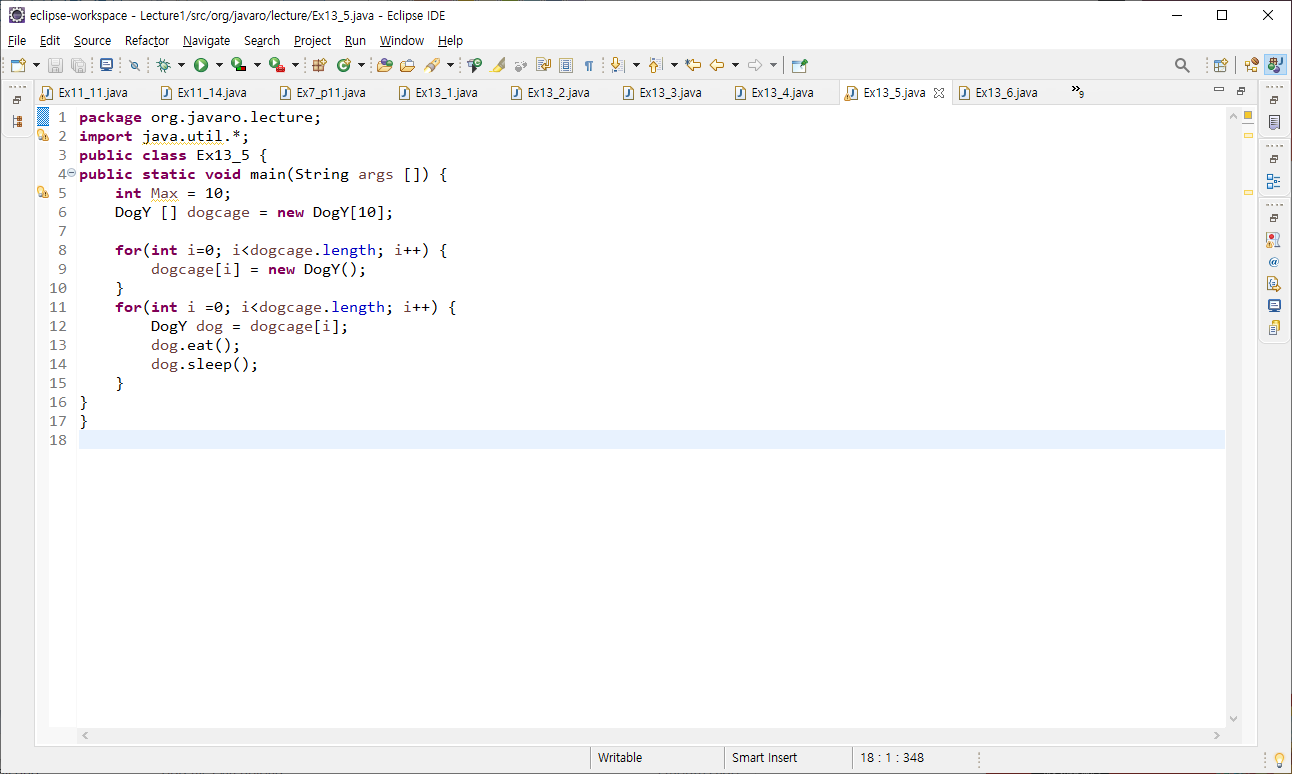 eclipse-workspace - Lecture1/src/org/javaro/lecture/Ex13_5.java - Eclipse IDE
File Edit Source Refactor Navigate Search Project Run Window Help
Ex11_11.java Ex11_14.java Ex7_p11.java Ex13_1.java Ex13_2.java Ex13_3.java Ex13_4.java Ex13_5.java Ex13_6.java »9
1 package org.javaro.lecture;
2 import java.util.*;
3 public class Ex13_5 {
4 public static void main(String args []) {
5     int Max = 10;
6     DogY [] dogcage = new DogY[10];
7
8     for(int i=0; i<dogcage.length; i++) {
9         dogcage[i] = new DogY();
10     }
11     for(int i =0; i<dogcage.length; i++) {
12         DogY dog = dogcage[i];
13         dog.eat();
14         dog.sleep();
15     }
16 }
17 }
18
Writable Smart Insert 18 : 1 : 348